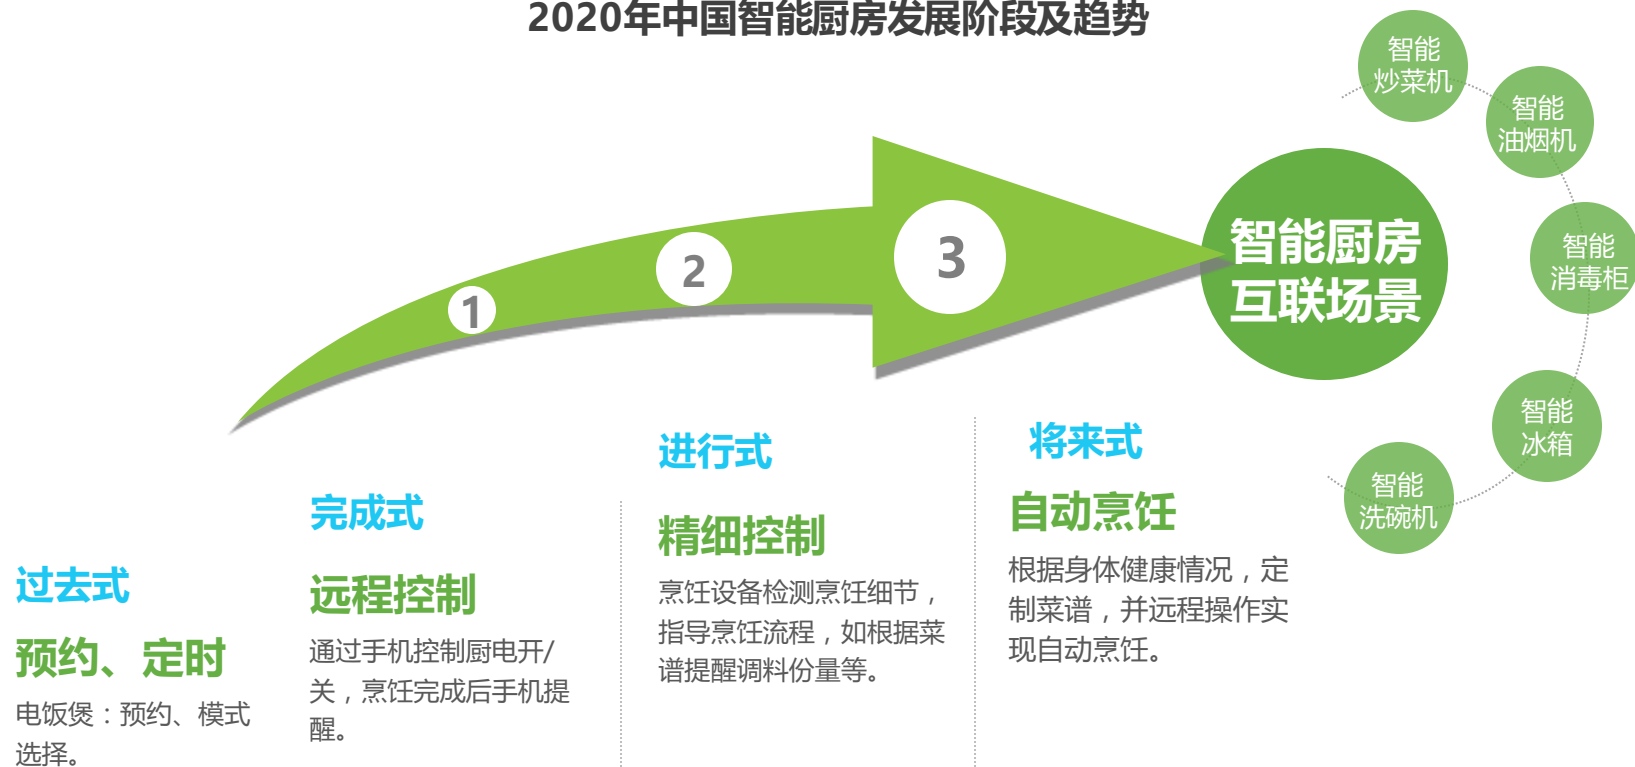 2020年中国智能厨房发展阶段及趋势
智能
炒菜机
智能
油烟机
智能
消毒柜
智能
冰箱
智能
洗碗机
智能厨房
互联场景
1
2
3
过去式
预约、定时
电饭煲：预约、模式
选择。
完成式
远程控制
通过手机控制厨电开/
关，烹饪完成后手机提
醒。
进行式
精细控制
烹饪设备检测烹饪细节，
指导烹饪流程，如根据菜
谱提醒调料份量等。
将来式
自动烹饪
根据身体健康情况，定
制菜谱，并远程操作实
现自动烹饪。